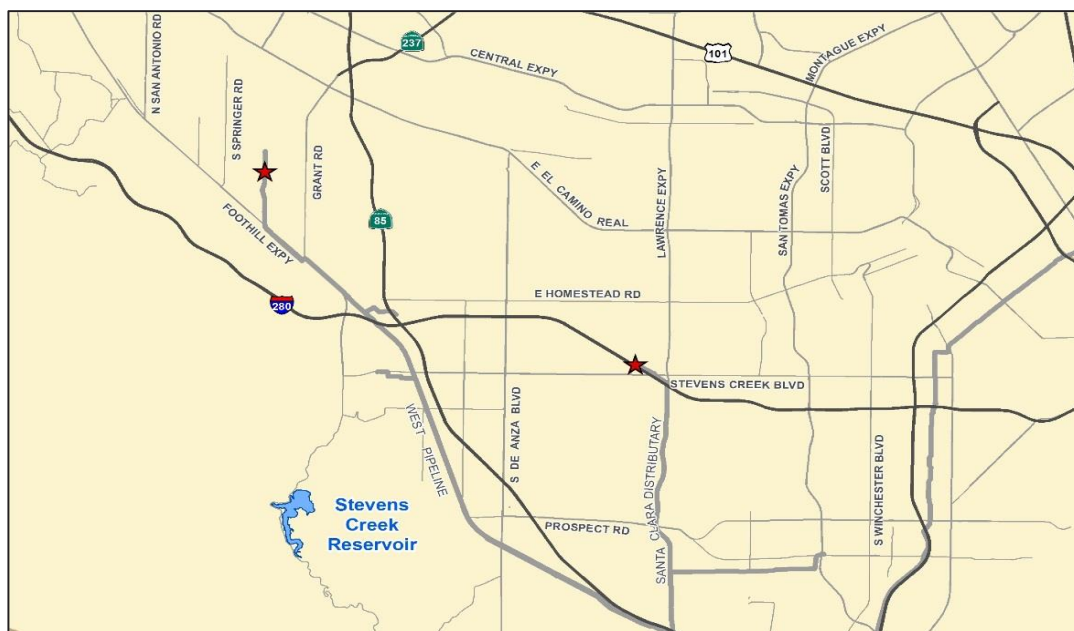 N SAN ANTONIO RD
237
CENTRAL EXPY
101
MONTAGUE EXPY
S SPRINGER RD
GRANT RD
SCOTT BLVD
E EL CAMINO REAL
LAWRENCE EXPY
SAN TOMAS EXPY
FOOTHILL EXPY
85
280
E HOMESTEAD RD
STEVENS CREEK BLVD
WEST PIPELINE
S DE ANZA BLVD
SANTA CLARA DISTRIBUTARY
S WINCHESTER BLVD
Stevens
Creek
Reservoir
PROSPECT RD